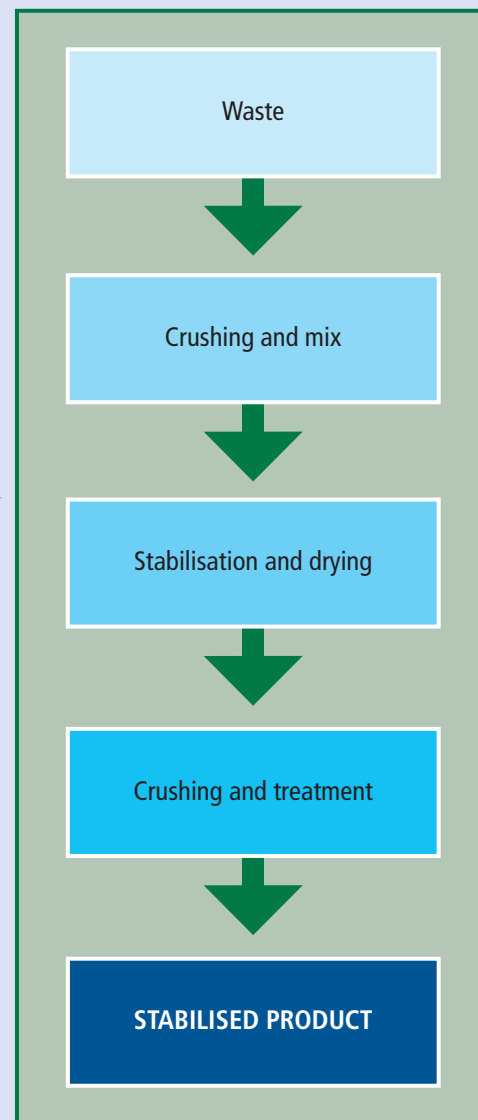 Waste
Crushing and mix
Stabilisation and drying
Crushing and treatment
STABILISED PRODUCT